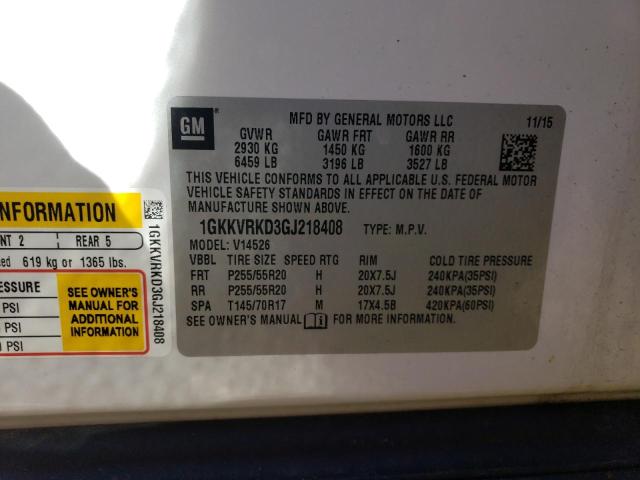 GM
MFD BY GENERAL MOTORS LLC 11/15
GVWR GAWR FRT GAWR RR
2930 KG 1450 KG 1600 KG
6459 LB 3196 LB 3527 LB
THIS VEHICLE CONFORMS TO ALL APPLICABLE U.S. FEDERAL MOTOR
VEHICLE SAFETY STANDARDS IN EFFECT ON THE DATE OF
MANUFACTURE SHOWN ABOVE.
1GKKVRKD3GJ218408 TYPE: M.P.V.
MODEL: V14526
VBBL TIRE SIZE SPEED RTG RIM COLD TIRE PRESSURE
FRT P255/55R20 H 20X7.5J 240KPA(35PSI)
RR P255/55R20 H 20X7.5J 240KPA(35PSI)
SPA T145/70R17 M 17X4.5B 420KPA(60PSI)
SEE OWNER'S MANUAL FOR MORE INFORMATION.
INFORMATION
2 REAR 5
619 kg or 1365 lbs.
PSI
PSI
PSI
SEE OWNER'S
MANUAL FOR
ADDITIONAL
INFORMATION
1GKKVRKD3GJ218408